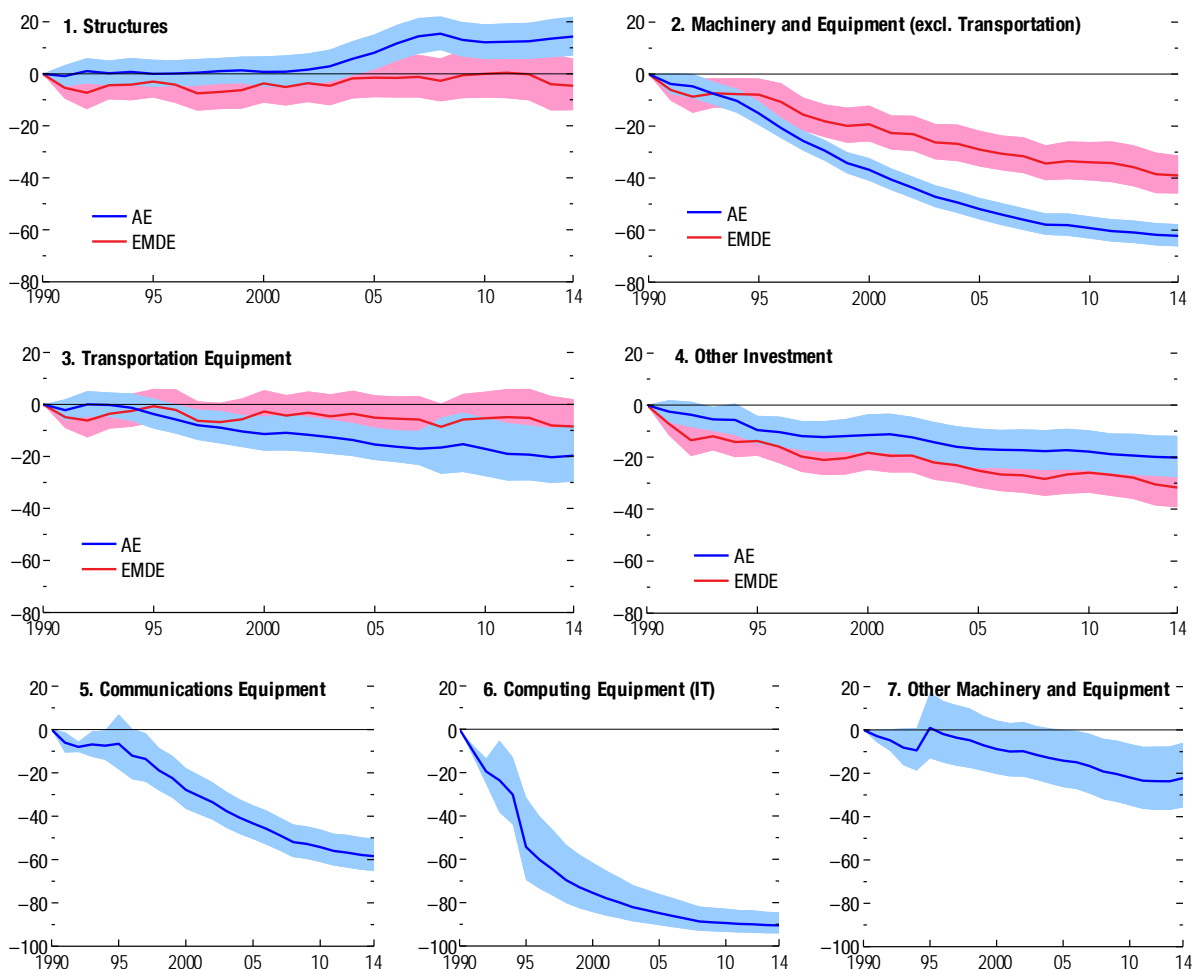 1. Structures
20
0
−20
−40
−60
−80
AE
EMDE
1990 95 2000 05 10 14
2. Machinery and Equipment (excl. Transportation)
20
0
−20
−40
−60
−80
AE
EMDE
1990 95 2000 05 10 14
3. Transportation Equipment
20
0
−20
−40
−60
−80
AE
EMDE
1990 95 2000 05 10 14
4. Other Investment
20
0
−20
−40
−60
−80
AE
EMDE
1990 95 2000 05 10 14
5. Communications Equipment
20
0
−20
−40
−60
−80
−100
1990 95 2000 05 10 14
6. Computing Equipment (IT)
20
0
−20
−40
−60
−80
−100
1990 95 2000 05 10 14
7. Other Machinery and Equipment
20
0
−20
−40
−60
−80
−100
1990 95 2000 05 10 14